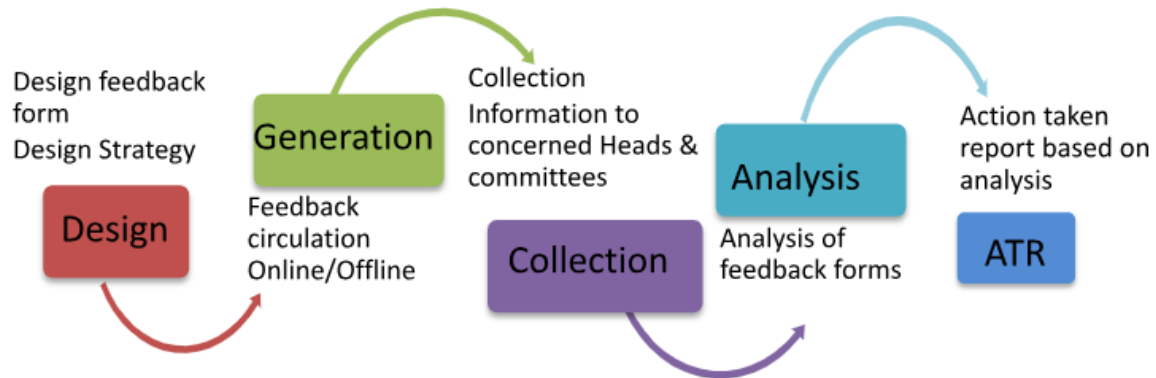 Design feedback
form
Design Strategy
Design
Generation
Feedback
circulation
Online/Offline
Collection
Information to
concerned Heads &
committees
Collection
Analysis
Analysis of
feedback forms
Action taken
report based on
analysis
ATR